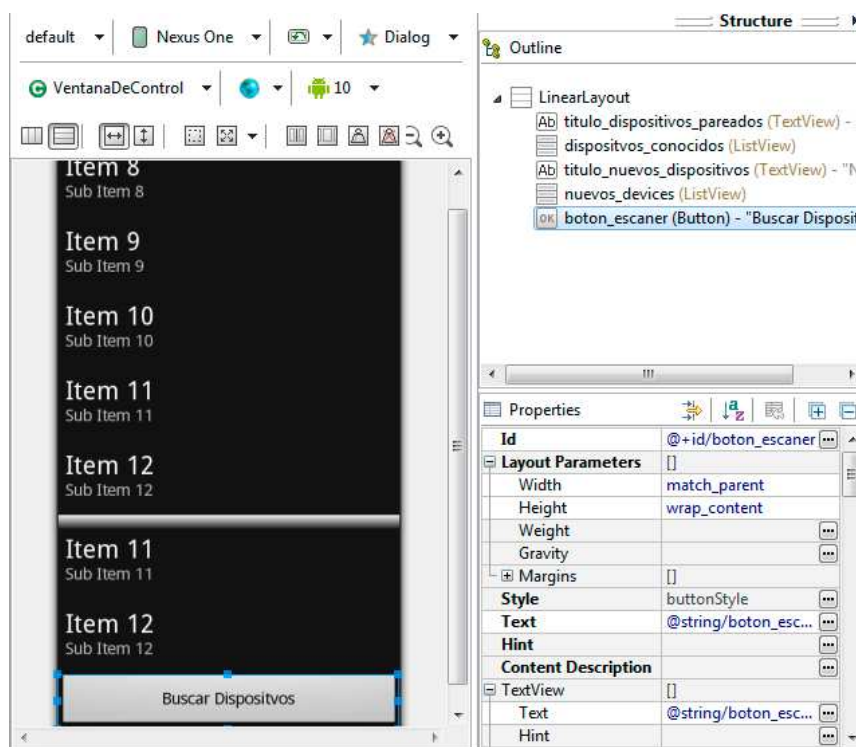 default
Nexus One
Dialog
VentanaDeControl
10
Item 8
Sub Item 8
Item 9
Sub Item 9
Item 10
Sub Item 10
Item 11
Sub Item 11
Item 12
Sub Item 12
Item 11
Sub Item 11
Item 12
Sub Item 12
Buscar Dispositvos
Structure
Outline
LinearLayout
Ab titulo_dispositivos_pareados (TextView) -
dispositvos_conocidos (ListView)
Ab titulo_nuevos_dispositivos (TextView) - "N
nuevos_devices (ListView)
OK boton_escaner (Button) - "Buscar Disposit
Properties
Id @+id/boton_escaner ...
Layout Parameters []
Width match_parent
Height wrap_content
Weight ...
Gravity ...
Margins []
Style buttonStyle ...
Text @string/boton_esc... ...
Hint ...
Content Description ...
TextView []
Text @string/boton_esc... ...
Hint ...